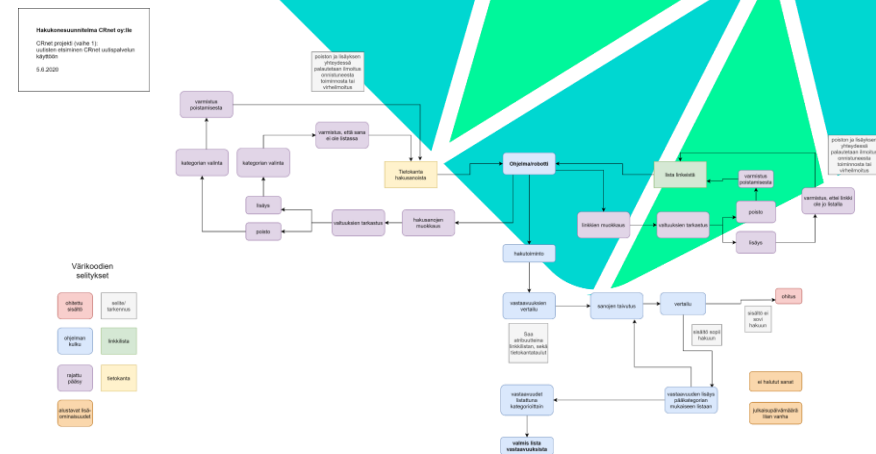 Hakukonesuunnitelma CRnet oy:lle
CRnet projekti (vaihe 1):
uutisten etsiminen CRnet uutispalvelun
käyttöön
5.6.2020
poiston ja lisäyksen
yhteydessä
palautetaan ilmoitus
onnistuneesta
toiminnosta tai
virheilmoitus
varmistus
poistamisesta
varmistus, että sana
ei ole listassa
kategorian valinta
kategorian valinta
Tietokanta
hakusanoista
Ohjelma/robotti
lista linkeistä
varmistus
poistamisesta
poiston ja lisäyksen
yhteydessä
palautetaan ilmoitus
onnistuneesta
toiminnosta tai
virheilmoitus
varmistus, ettei linkki
ole jo listalla
lisäys
poisto
valtuuksien tarkastus
hakusanojen
muokkaus
linkkien muokkaus
valtuuksien tarkastus
poisto
lisäys
hakutoiminto
Värikoodien
selitykset
ohitettu
sisältö
selite/
tarkennus
ohjelman
kulku
linkkilista
rajattu
pääsy
tietokanta
alustavat lisä-
ominaisuudet
vastaavuuksien
vertailu
sanojen taivutus
vertailu
ohitus
sisältö ei
sovi
hakuun
sisältö sopii
hakuun
Saa
attribuutteina
linkkilistan, sekä
tietokantataulut
vastaavuudet
listattuna
kategorioittain
vastaavuuden lisäys
pääkategorian
mukaiseen listaan
ei halutut sanat
julkaisupäivämäärä
liian vanha
valmis lista
vastaavuuksista